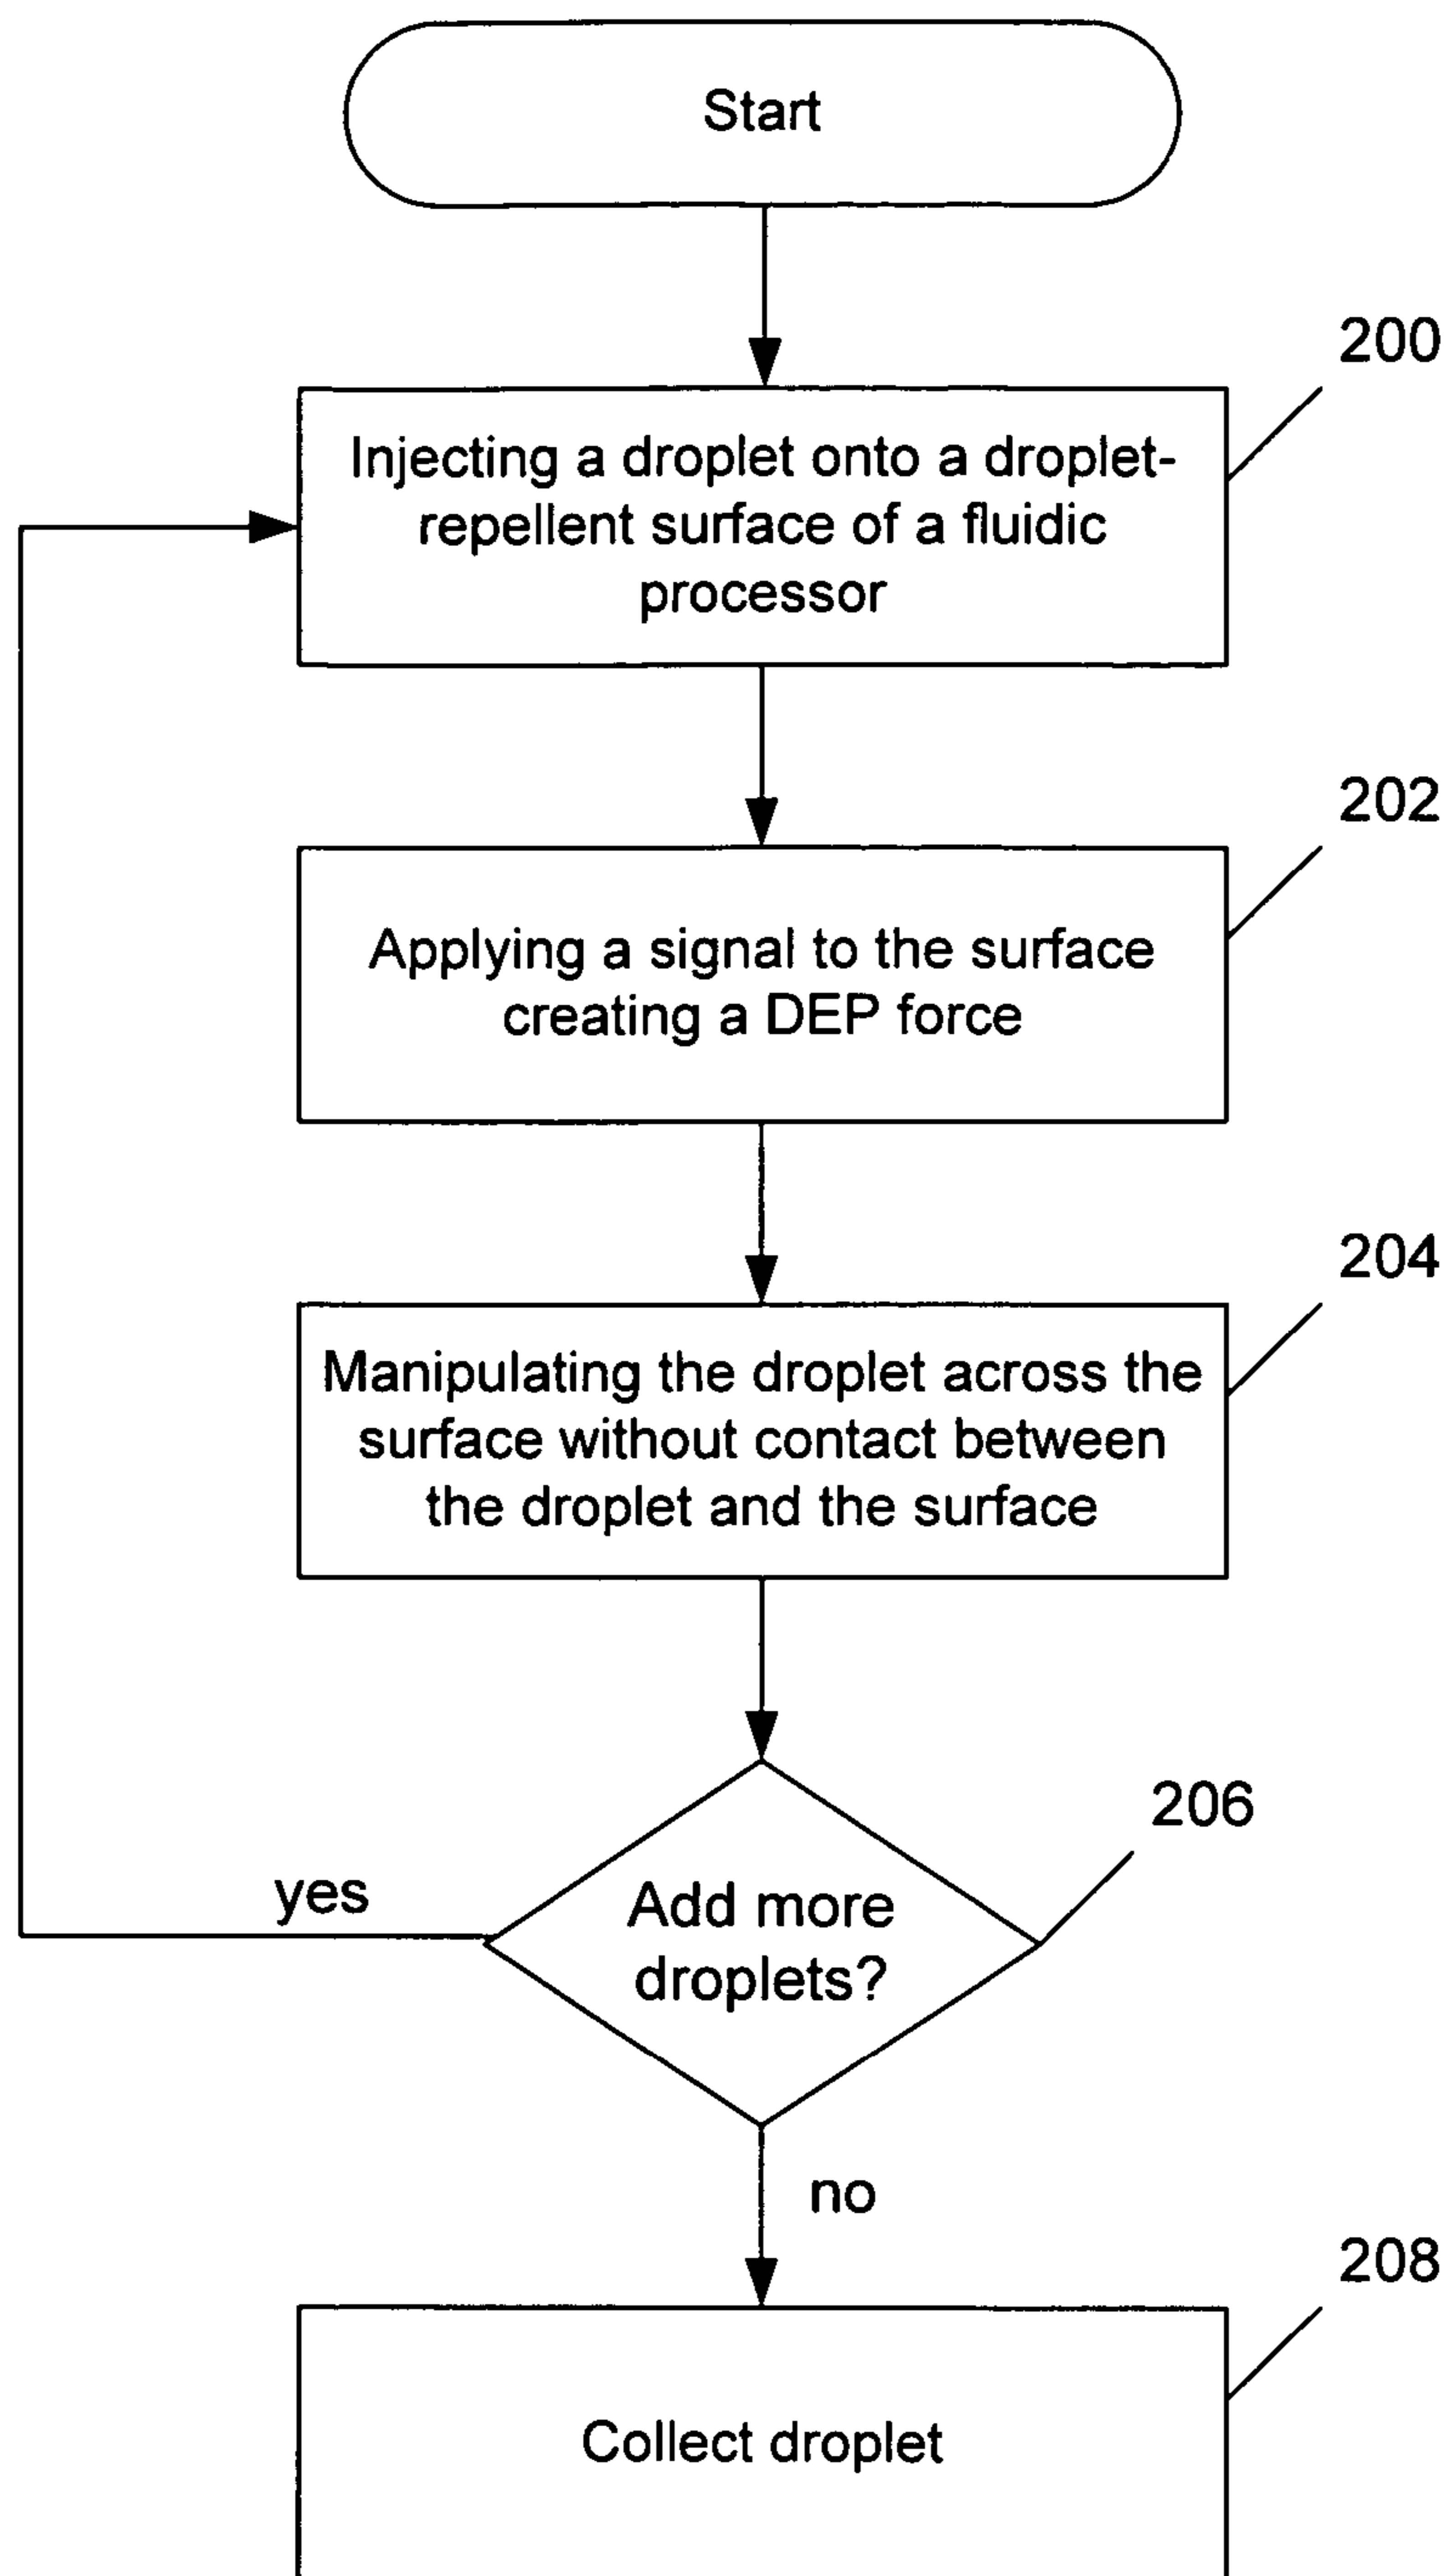 Start
200
Injecting a droplet onto a droplet-
repellent surface of a fluidic
processor
202
Applying a signal to the surface
creating a DEP force
204
Manipulating the droplet across the
surface without contact between
the droplet and the surface
206
Add more
droplets?
yes
no
208
Collect droplet